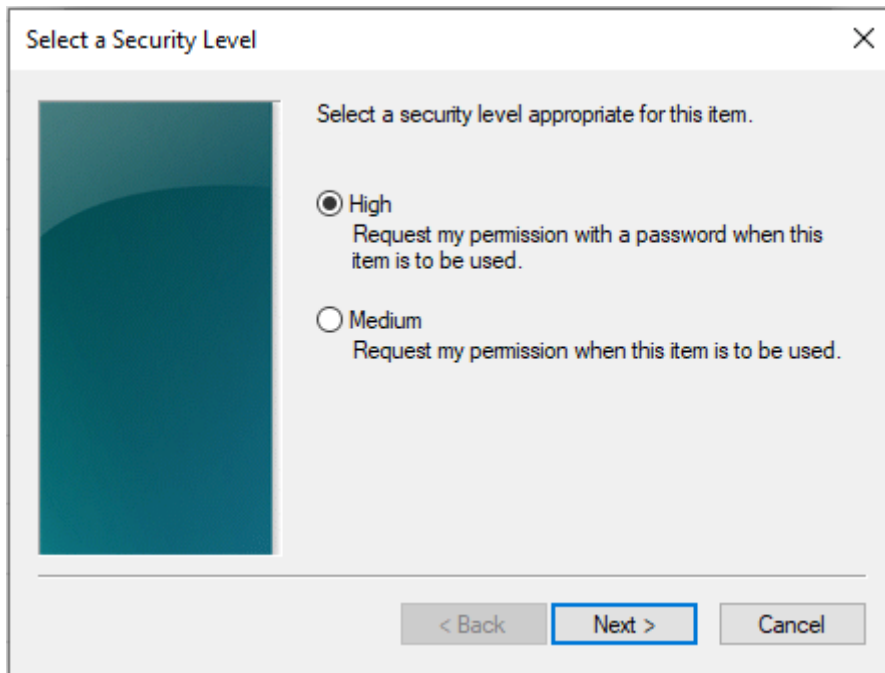 Select a Security Level
Select a security level appropriate for this item.
High
Request my permission with a password when this
item is to be used.
Medium
Request my permission when this item is to be used.
< Back
Next >
Cancel